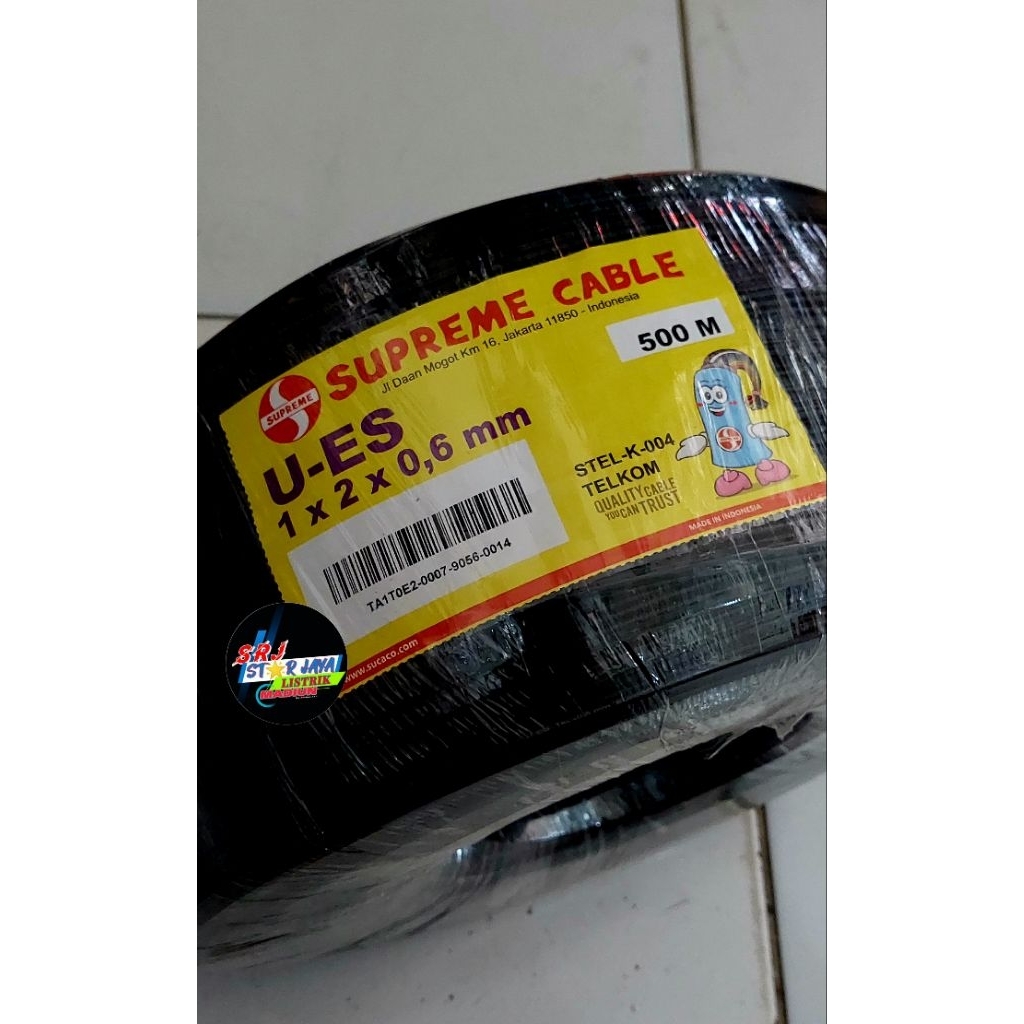 SUPREME CABLE
Jl Daan Mogot Km 16, Jakarta 11850 - Indonesia
500 M
SUPREME
U-ES
1 x 2 x 0,6 mm
STEL-K-004
TELKOM
QUALITY CABLE
YOU CAN TRUST
TA1T0E2-0007-9056-0014
MADE IN INDONESIA
www.sucaco.com
SRJ
STAR JAYA
LISTRIK
MADIUN